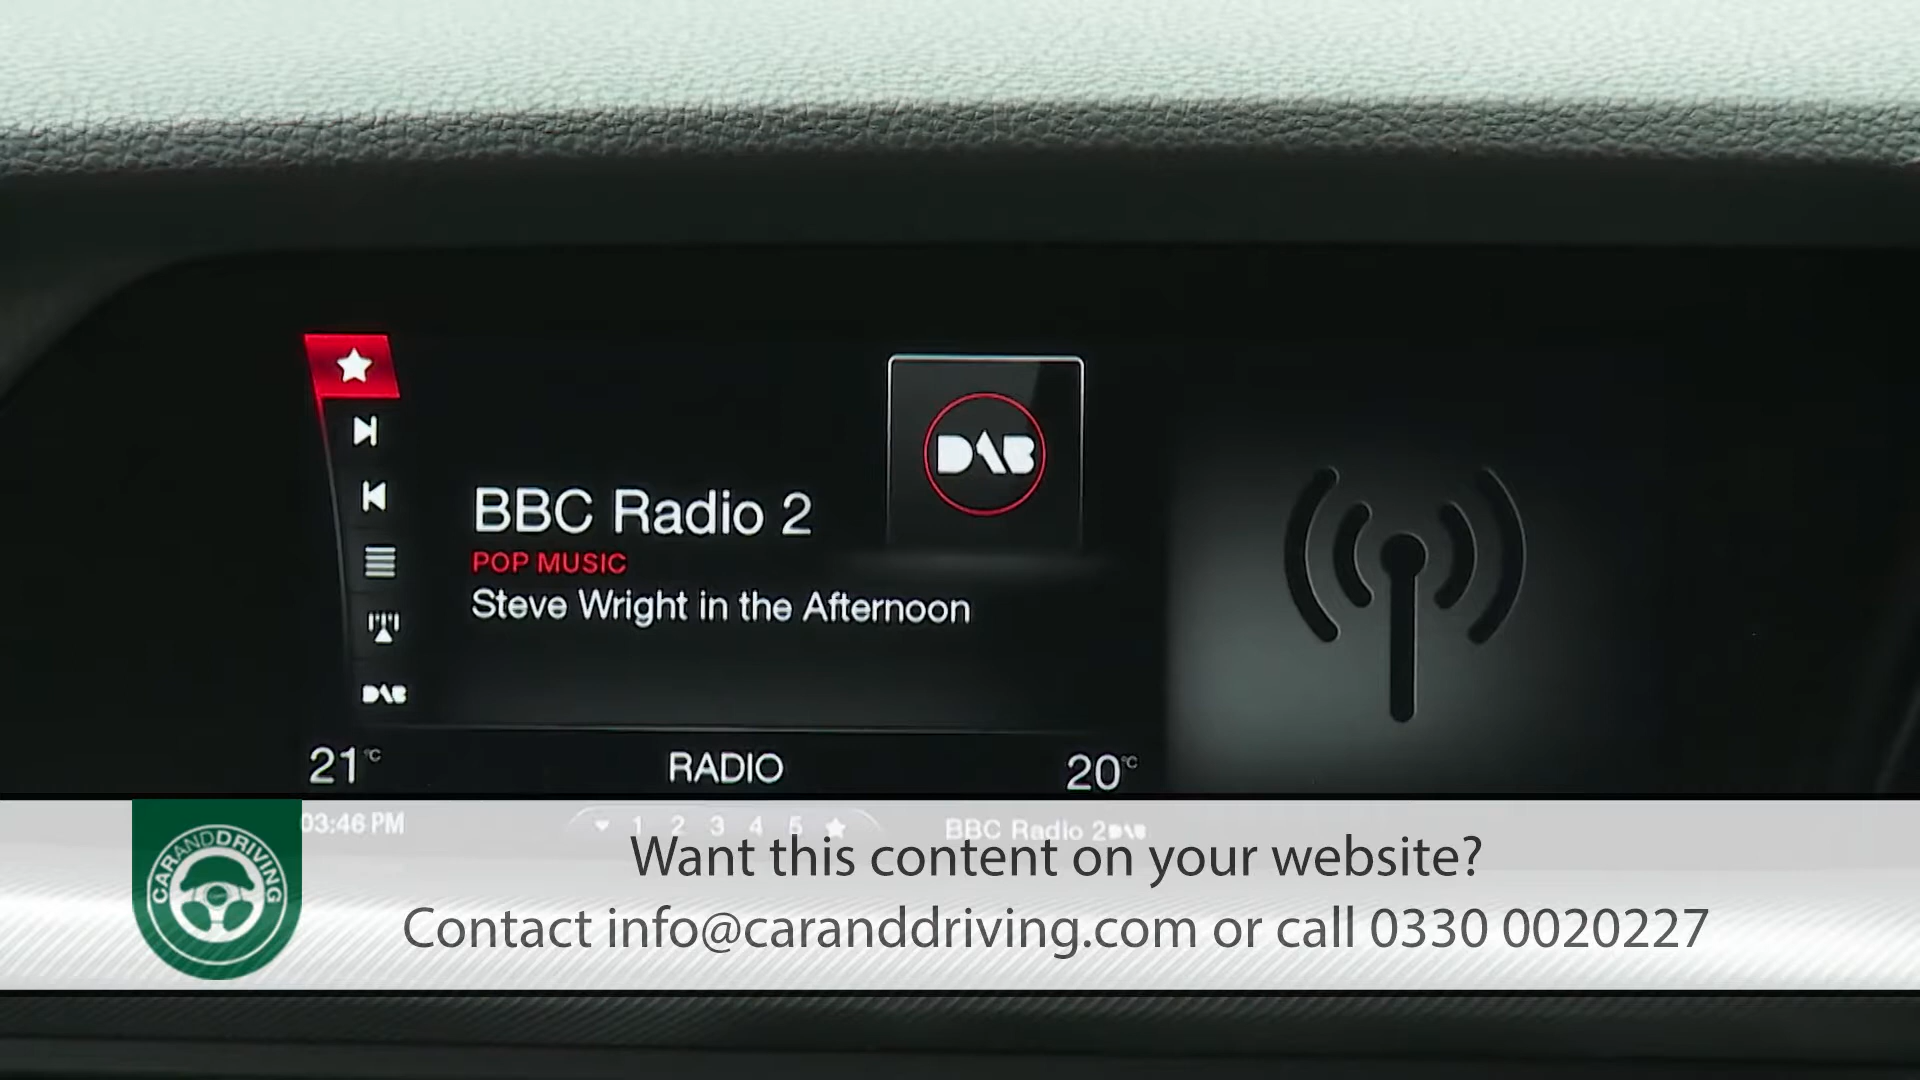 DAB
BBC Radio 2
POP MUSIC
Steve Wright in the Afternoon
DAB
21°C
RADIO
20°C
03:46 PM
1 2 3 4 5
BBC Radio 2DAB
CARANDDRIVING
Want this content on your website?
Contact info@caranddriving.com or call 0330 0020227